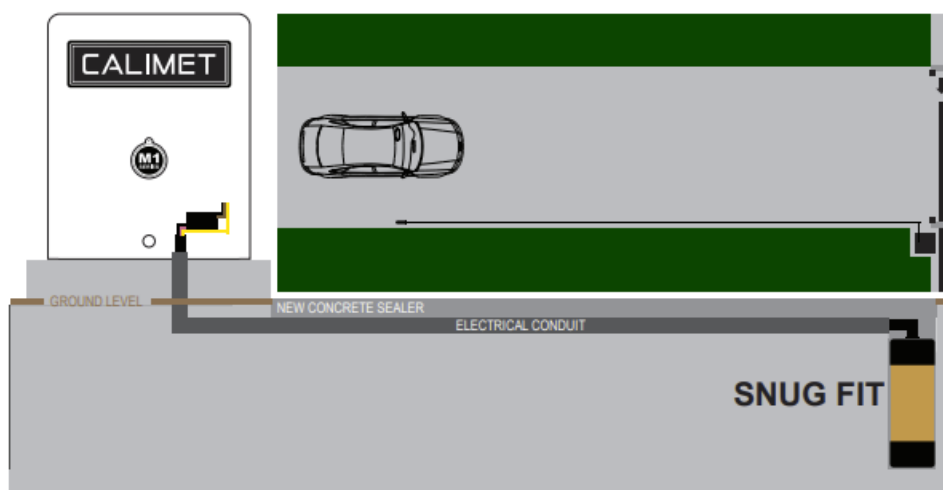 CALIMET
M1
GROUND LEVEL
NEW CONCRETE SEALER
ELECTRICAL CONDUIT
SNUG FIT